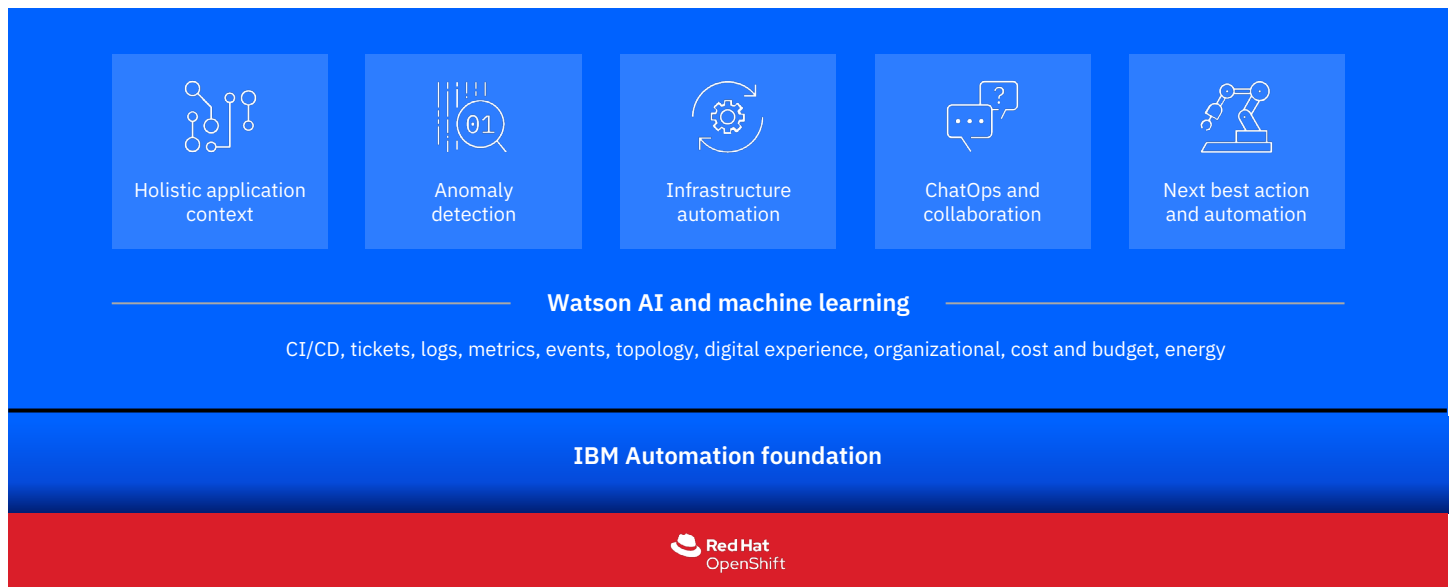 01
?
Holistic application
context
Anomaly
detection
Infrastructure
automation
ChatOps and
collaboration
Next best action
and automation
Watson AI and machine learning
CI/CD, tickets, logs, metrics, events, topology, digital experience, organizational, cost and budget, energy
IBM Automation foundation
Red Hat
OpenShift